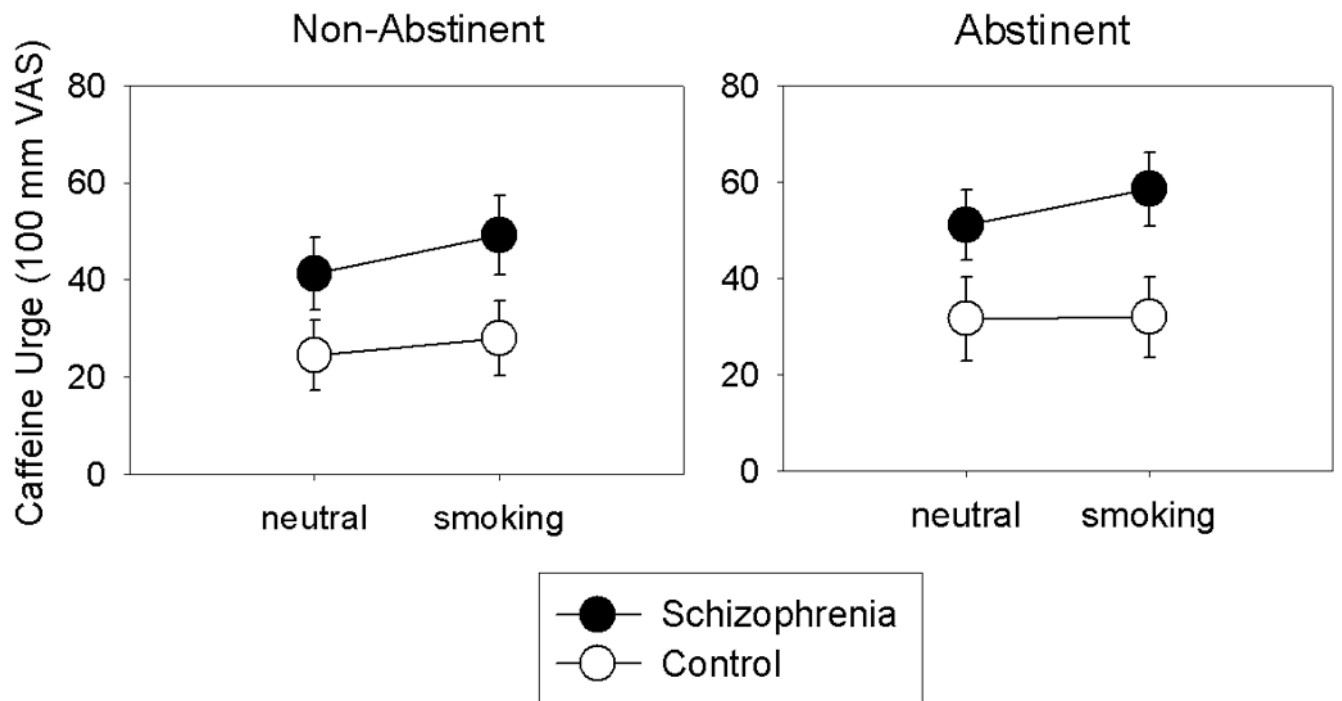 Non-Abstinent
Abstinent
Caffeine Urge (100 mm VAS)
80
60
40
20
0
neutral smoking
80
60
40
20
0
neutral smoking
Schizophrenia
Control